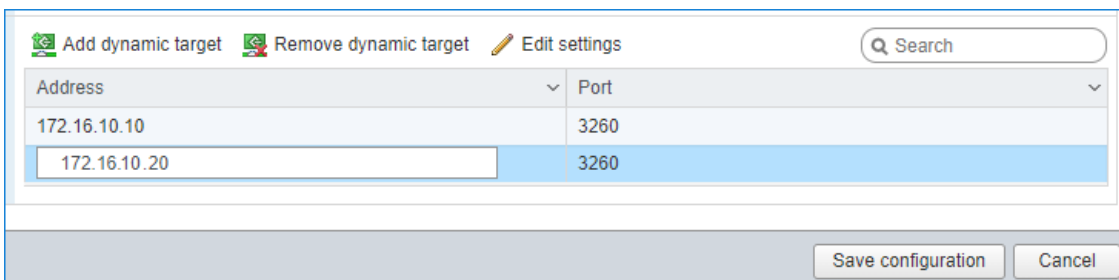 Add dynamic target Remove dynamic target Edit settings Search
Address Port
172.16.10.10 3260
172.16.10.20 3260
Save configuration Cancel